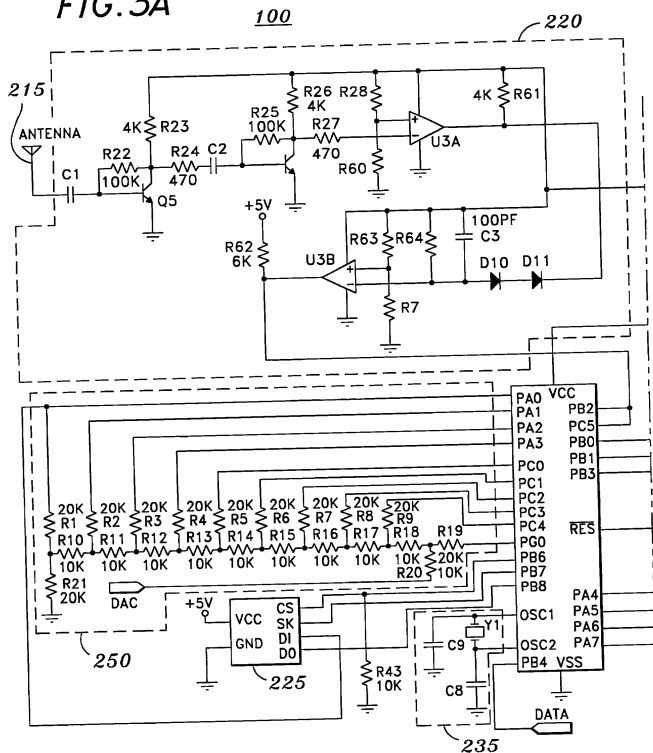 FIG. 3A
100
220
215
ANTENNA
C1
R22
100K
4K
R23
R24
470
Q5
C2
R25
100K
R26
4K
R27
470
R28
R60
U3A
4K
R61
+5V
R62
6K
U3B
R63
R64
100PF
C3
D10
D11
R7
PA0
PA1
PA2
PA3
PC0
PC1
PC2
PC3
PC4
PG0
PB6
PB7
PB8
OSC1
OSC2
PB4
VCC
PB2
PC5
PB0
PB1
PB3
RES
PA4
PA5
PA6
PA7
VSS
20K
R1
20K
R2
20K
R3
20K
R4
20K
R5
20K
R6
20K
R7
20K
R8
20K
R9
R10
10K
R11
10K
R12
10K
R13
10K
R14
10K
R15
10K
R16
10K
R17
10K
R18
10K
R19
10K
20K
R20
R21
20K
DAC
250
+5V
VCC
GND
CS
SK
DI
DO
225
R43
10K
C9
Y1
C8
235
DATA